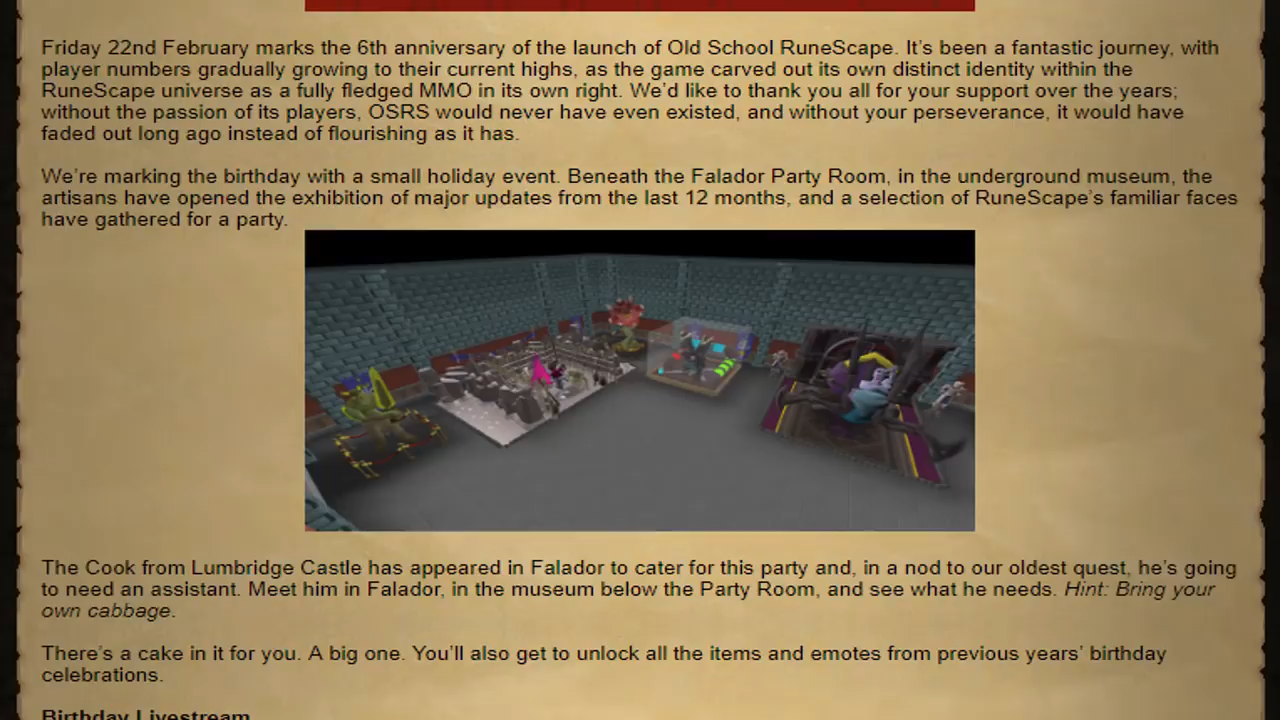 Friday 22nd February marks the 6th anniversary of the launch of Old School RuneScape. It's been a fantastic journey, with
player numbers gradually growing to their current highs, as the game carved out its own distinct identity within the
RuneScape universe as a fully fledged MMO in its own right. We'd like to thank you all for your support over the years;
without the passion of its players, OSRS would never have even existed, and without your perseverance, it would have
faded out long ago instead of flourishing as it has.
We're marking the birthday with a small holiday event. Beneath the Falador Party Room, in the underground museum, the
artisans have opened the exhibition of major updates from the last 12 months, and a selection of RuneScape's familiar faces
have gathered for a party.
The Cook from Lumbridge Castle has appeared in Falador to cater for this party and, in a nod to our oldest quest, he's going
to need an assistant. Meet him in Falador, in the museum below the Party Room, and see what he needs. Hint: Bring your
own cabbage.
There's a cake in it for you. A big one. You'll also get to unlock all the items and emotes from previous years' birthday
celebrations.
Birthday Livestream